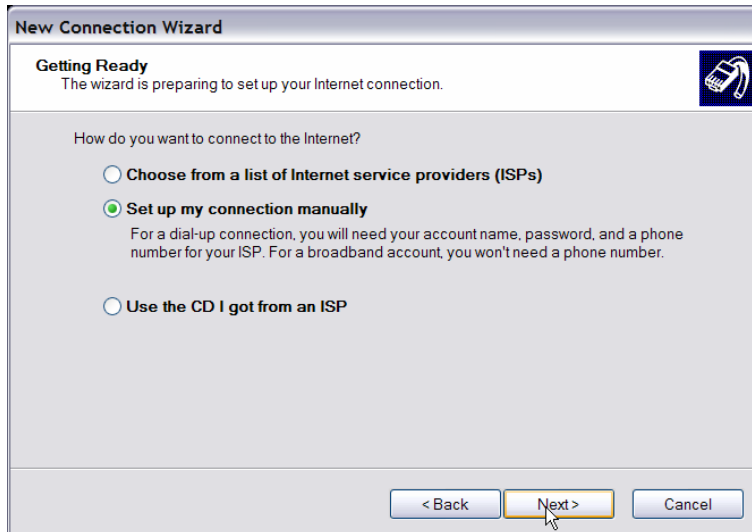 New Connection Wizard
Getting Ready
The wizard is preparing to set up your Internet connection.
How do you want to connect to the Internet?
Choose from a list of Internet service providers (ISPs)
Set up my connection manually
For a dial-up connection, you will need your account name, password, and a phone
number for your ISP. For a broadband account, you won't need a phone number.
Use the CD I got from an ISP
< Back Next > Cancel